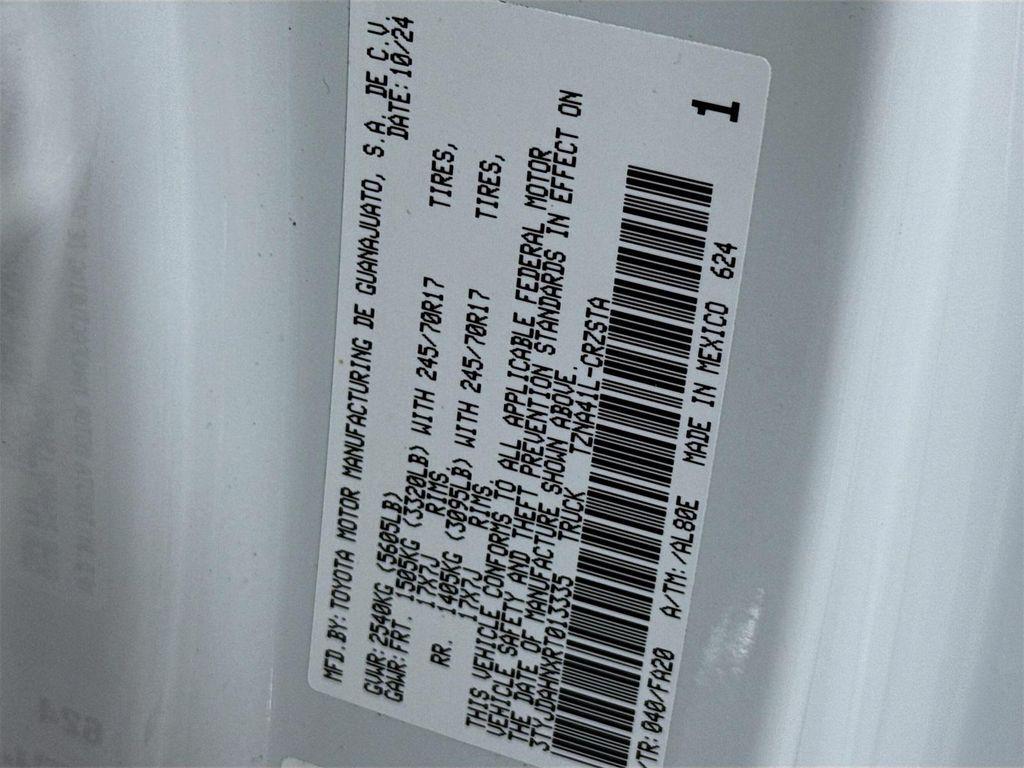 MFD.BY:TOYOTA MOTOR MANUFACTURING DE GUANAJUATO, S.A. DE C.V.
DATE:10/24
GVWR:2540KG (5605LB)
GAWR:FRT. 1505KG (3320LB) WITH 245/70R17 TIRES,
17X7J RIMS,
RR. 1405KG (3095LB) WITH 245/70R17 TIRES,
17X7J RIMS.
THIS VEHICLE CONFORMS TO ALL APPLICABLE FEDERAL MOTOR
VEHICLE SAFETY AND THEFT PREVENTION STANDARDS IN EFFECT ON
THE DATE OF MANUFACTURE SHOWN ABOVE.
3TYJDAHNXRT013335 TRUCK TZNA41L-CRZSTA
1
/TR:040/FA20 A/TM:/AL80E MADE IN MEXICO 624